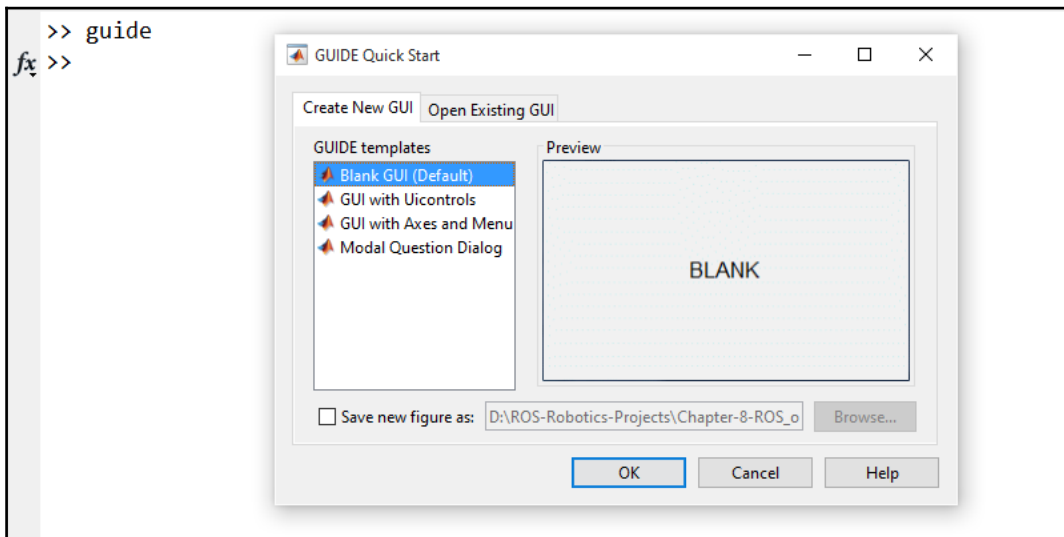 >> guide
fx >>
GUIDE Quick Start
Create New GUI Open Existing GUI
GUIDE templates
Preview
Blank GUI (Default)
GUI with Uicontrols
GUI with Axes and Menu
Modal Question Dialog
BLANK
Save new figure as: D:\ROS-Robotics-Projects\Chapter-8-ROS_o Browse...
OK Cancel Help